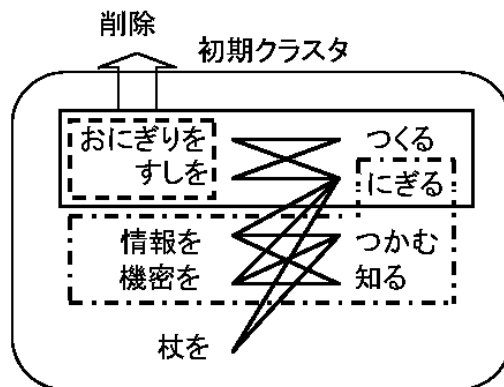 削除
初期クラスタ
おにぎりを つくる
すしを にぎる
情報を つかむ
機密を 知る
杖を